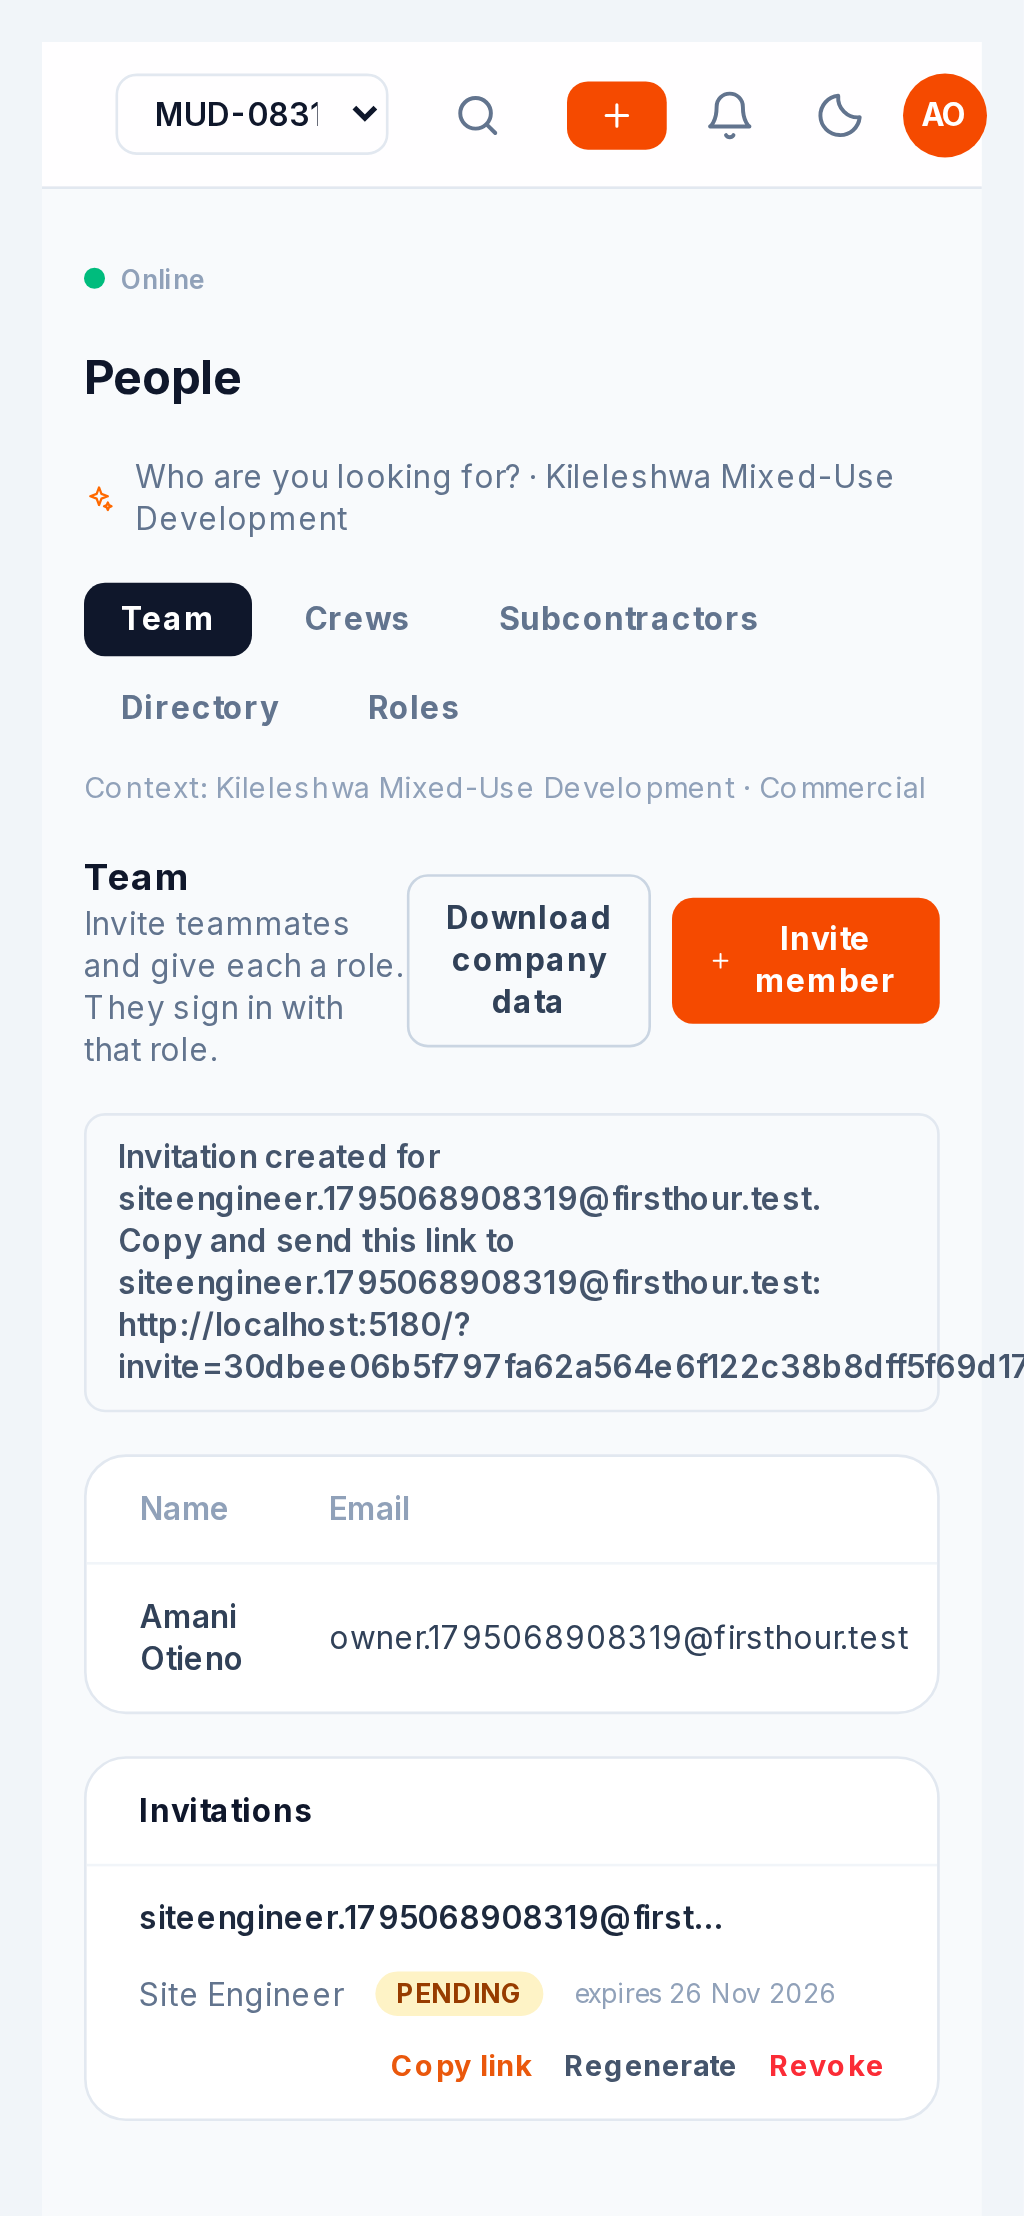 MUD-0831
AO
Online
People
Who are you looking for? · Kileleshwa Mixed-Use
Development
Team
Crews
Subcontractors
Directory
Roles
Context: Kileleshwa Mixed-Use Development · Commercial
Team
Invite teammates
and give each a role.
They sign in with
that role.
Download
company
data
Invite
member
Invitation created for
siteengineer.1795068908319@firsthour.test.
Copy and send this link to
siteengineer.1795068908319@firsthour.test:
http://localhost:5180/?
invite=30dbee06b5f797fa62a564e6f122c38b8dff5f69d17
Name
Email
Amani
Otieno
owner.1795068908319@firsthour.test
Invitations
siteengineer.1795068908319@first...
Site Engineer
PENDING
expires 26 Nov 2026
Copy link
Regenerate
Revoke